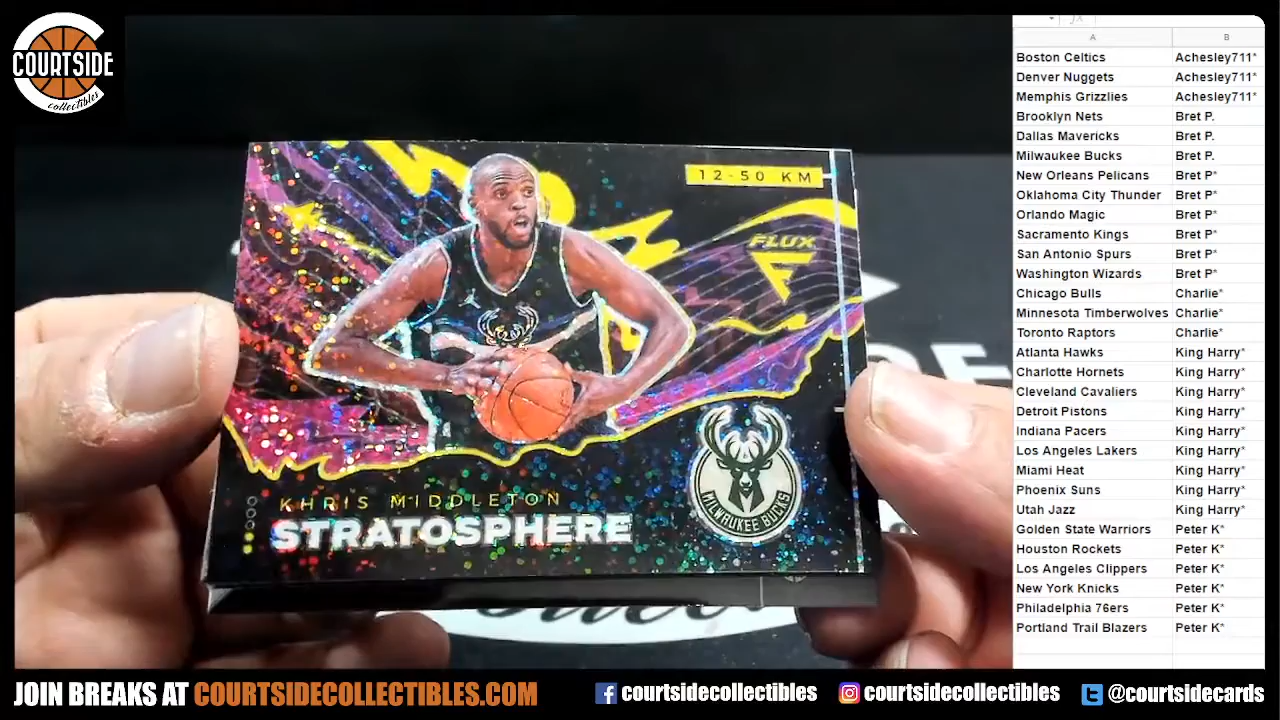 COURTSIDE
collectibles
12-50 KM
FLUX
KHRIS MIDDLETON
STRATOSPHERE
MILWAUKEE BUCKS
A B
Boston Celtics Achesley711*
Denver Nuggets Achesley711*
Memphis Grizzlies Achesley711*
Brooklyn Nets Bret P.
Dallas Mavericks Bret P.
Milwaukee Bucks Bret P.
New Orleans Pelicans Bret P*
Oklahoma City Thunder Bret P*
Orlando Magic Bret P*
Sacramento Kings Bret P*
San Antonio Spurs Bret P*
Washington Wizards Bret P*
Chicago Bulls Charlie*
Minnesota Timberwolves Charlie*
Toronto Raptors Charlie*
Atlanta Hawks King Harry*
Charlotte Hornets King Harry*
Cleveland Cavaliers King Harry*
Detroit Pistons King Harry*
Indiana Pacers King Harry*
Los Angeles Lakers King Harry*
Miami Heat King Harry*
Phoenix Suns King Harry*
Utah Jazz King Harry*
Golden State Warriors Peter K*
Houston Rockets Peter K*
Los Angeles Clippers Peter K*
New York Knicks Peter K*
Philadelphia 76ers Peter K*
Portland Trail Blazers Peter K*
JOIN BREAKS AT COURTSIDECOLLECTIBLES.COM
courtsidecollectibles
courtsidecollectibles
@courtsidecards